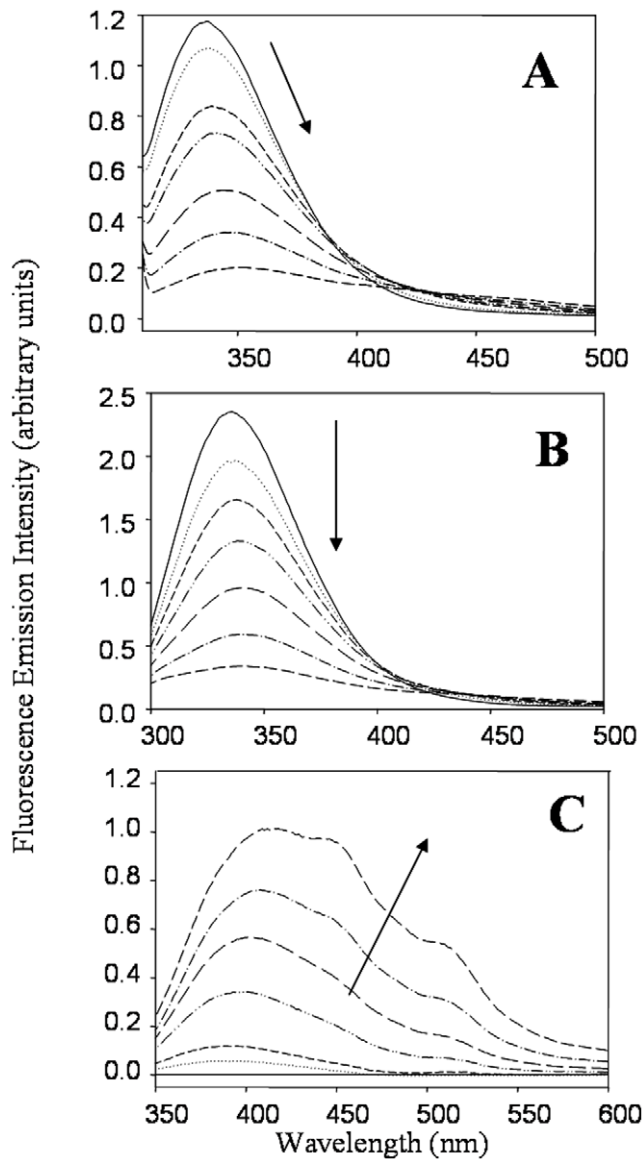 Fluorescence Emission Intensity (arbitrary units)
A
1.2
1.0
0.8
0.6
0.4
0.2
0.0
350 400 450 500
B
2.5
2.0
1.5
1.0
0.5
0.0
300 350 400 450 500
C
1.2
1.0
0.8
0.6
0.4
0.2
0.0
350 400 450 500 550 600
Wavelength (nm)